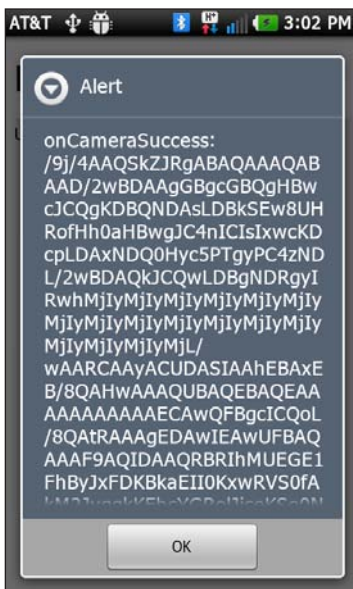 AT&T 3:02 PM
Alert
onCameraSuccess:
/9j/4AAQSkZJRgABAQAAAQAB
AAD/2wBDAAgGBgcGBQgHBw
cJCQgKDBQNDAsLDBkSEw8UH
RofHh0aHBwgJC4nICIsIxwcKD
cpLDAxNDQ0Hyc5PTgyPC4zND
L/2wBDAQkJCQwLDBgNDRgyI
RwhMjIyMjIyMjIyMjIyMjIyMjIy
MjIyMjIyMjIyMjIyMjIyMjIyMjIy
MjIyMjIyMjIyMjL/
wAARCAAyACUDASIAAhEBAxE
B/8QAHwAAAQUBAQEBAQEAA
AAAAAAAAAECAwQFBgcICQoL
/8QAtRAAAgEDAwIEAwUFBAQ
AAAF9AQIDAAQRBRIhMUEGE1
FhByJxFDKBkaEII0KxwRVS0fA
OK